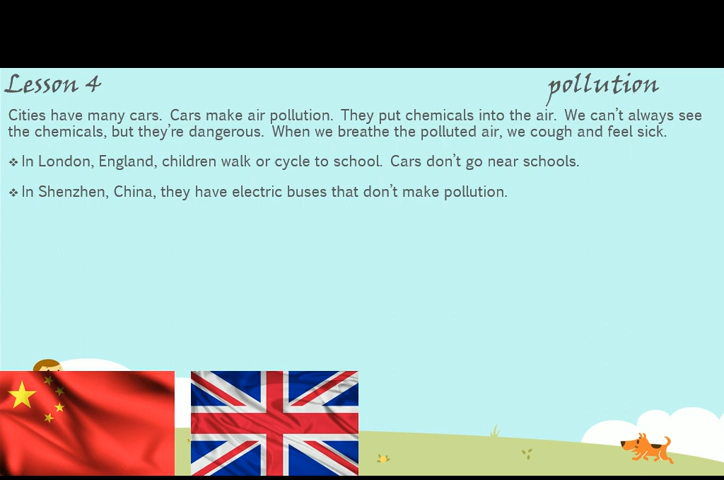 Lesson 4 pollution
Cities have many cars. Cars make air pollution. They put chemicals into the air. We can't always see
the chemicals, but they're dangerous. When we breathe the polluted air, we cough and feel sick.
❖ In London, England, children walk or cycle to school. Cars don't go near schools.
❖ In Shenzhen, China, they have electric buses that don't make pollution.